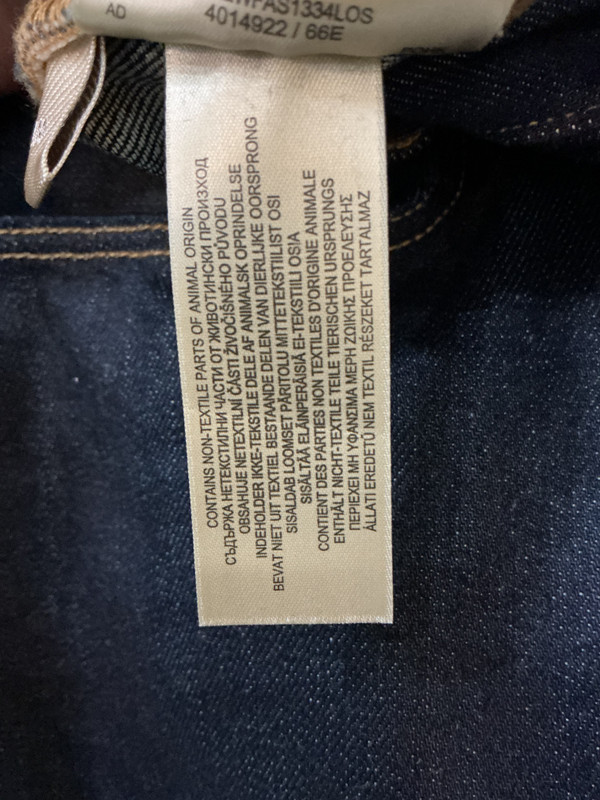 AD
4014922 / 66E
CONTAINS NON-TEXTILE PARTS OF ANIMAL ORIGIN
СЪДЪРЖА НЕТЕКСТИЛНИ ЧАСТИ ОТ ЖИВОТИНСКИ ПРОИЗХОД
OBSAHUJE NETEXTILNÍ ČÁSTI ŽIVOČIŠNÉHO PŮVODU
INDEHOLDER IKKE-TEKSTILE DELE AF ANIMALSK OPRINDELSE
BEVAT NIET UIT TEXTIEL BESTAANDE DELEN VAN DIERLIJKE OORSPRONG
SISALDAB LOOMSET PÄRITOLU MITTETEKSTIILIST OSI
SISÄLTÄÄ ELÄINPERÄISIÄ EI-TEKSTIILI OSIA
CONTIENT DES PARTIES NON TEXTILES D'ORIGINE ANIMALE
ENTHÄLT NICHT-TEXTILE TEILE TIERISCHEN URSPRUNGS
ΠΕΡΙΕΧΕΙ ΜΗ ΥΦΑΝΣΙΜΑ ΜΕΡΗ ΖΩΙΚΗΣ ΠΡΟΕΛΕΥΣΗΣ
ÁLLATI EREDETŰ NEM TEXTIL RÉSZEKET TARTALMAZ